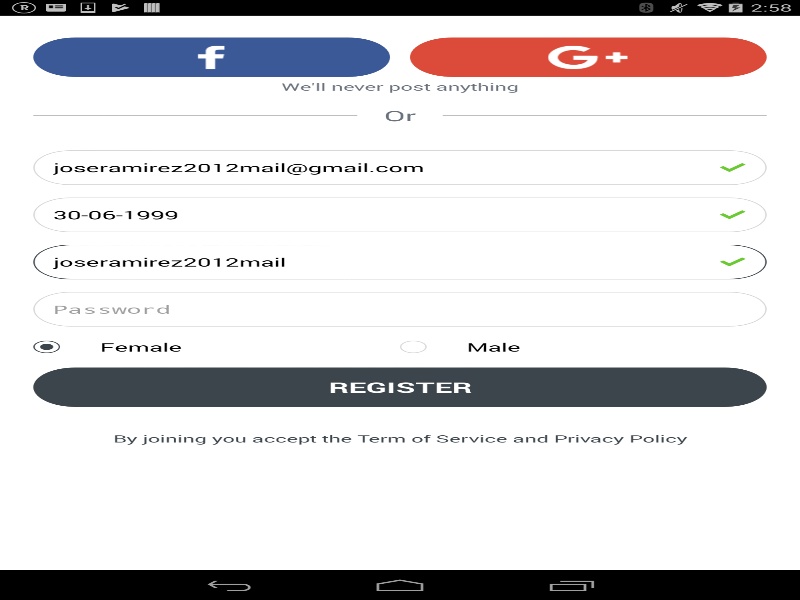 2:58
f
G+
We'll never post anything
Or
joseramirez2012mail@gmail.com
30-06-1999
joseramirez2012mail
Password
Female Male
REGISTER
By joining you accept the Term of Service and Privacy Policy